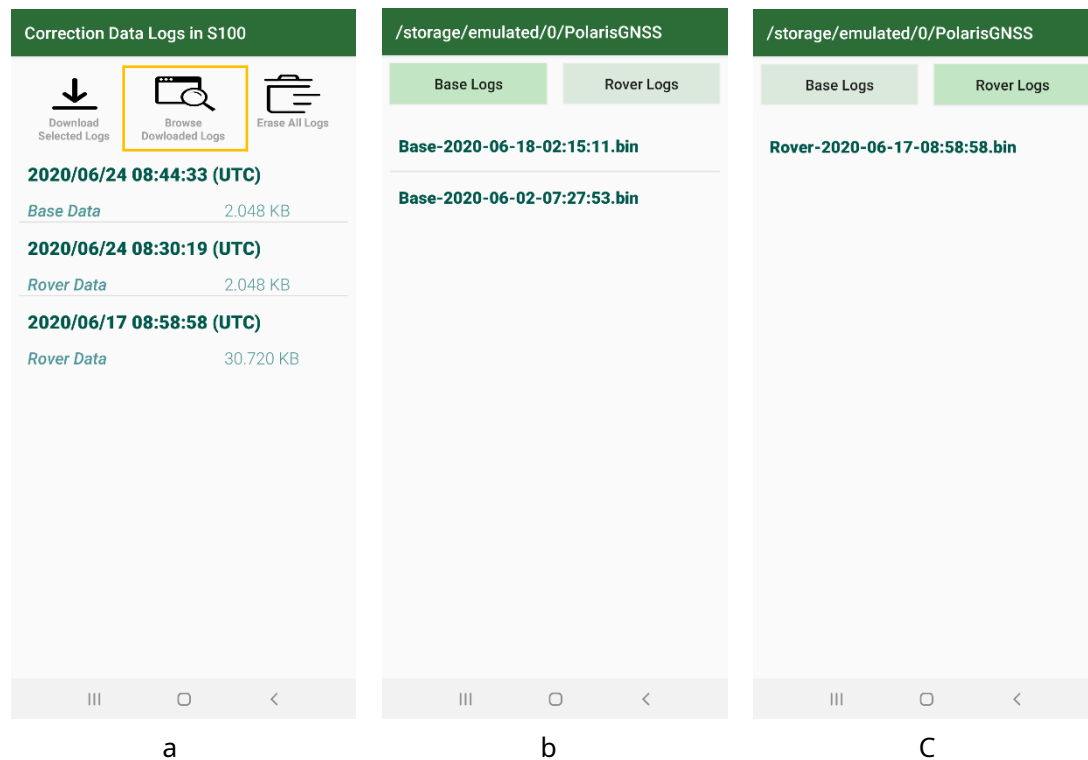 Correction Data Logs in S100
Download
Selected Logs
Browse
Dowloaded Logs
Erase All Logs
2020/06/24 08:44:33 (UTC)
Base Data 2.048 KB
2020/06/24 08:30:19 (UTC)
Rover Data 2.048 KB
2020/06/17 08:58:58 (UTC)
Rover Data 30.720 KB
a
/storage/emulated/0/PolarisGNSS
Base Logs Rover Logs
Base-2020-06-18-02:15:11.bin
Base-2020-06-02-07:27:53.bin
b
/storage/emulated/0/PolarisGNSS
Base Logs Rover Logs
Rover-2020-06-17-08:58:58.bin
C